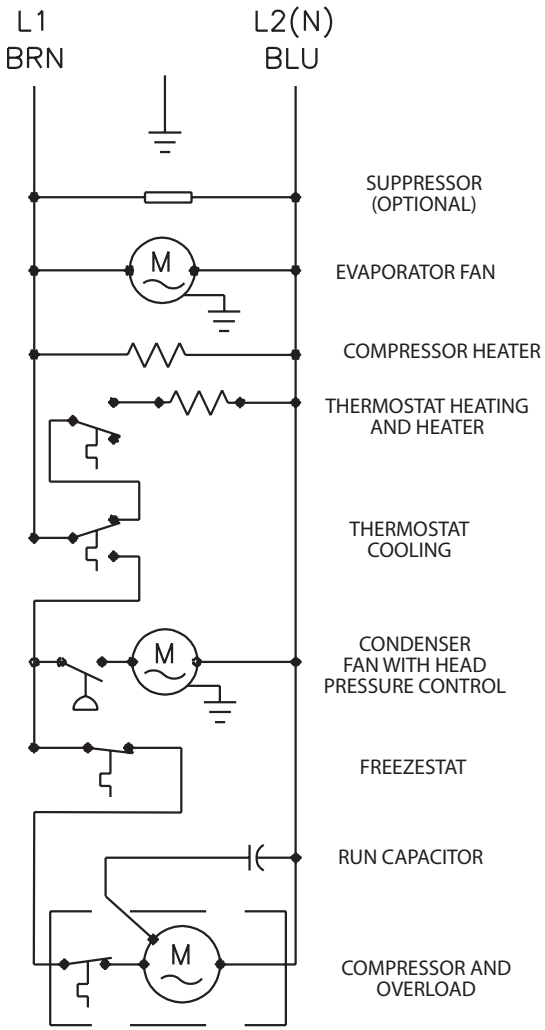 L1
BRN
L2(N)
BLU
SUPPRESSOR
(OPTIONAL)
M
EVAPORATOR FAN
COMPRESSOR HEATER
THERMOSTAT HEATING
AND HEATER
THERMOSTAT
COOLING
M
CONDENSER
FAN WITH HEAD
PRESSURE CONTROL
FREEZESTAT
RUN CAPACITOR
M
COMPRESSOR AND
OVERLOAD